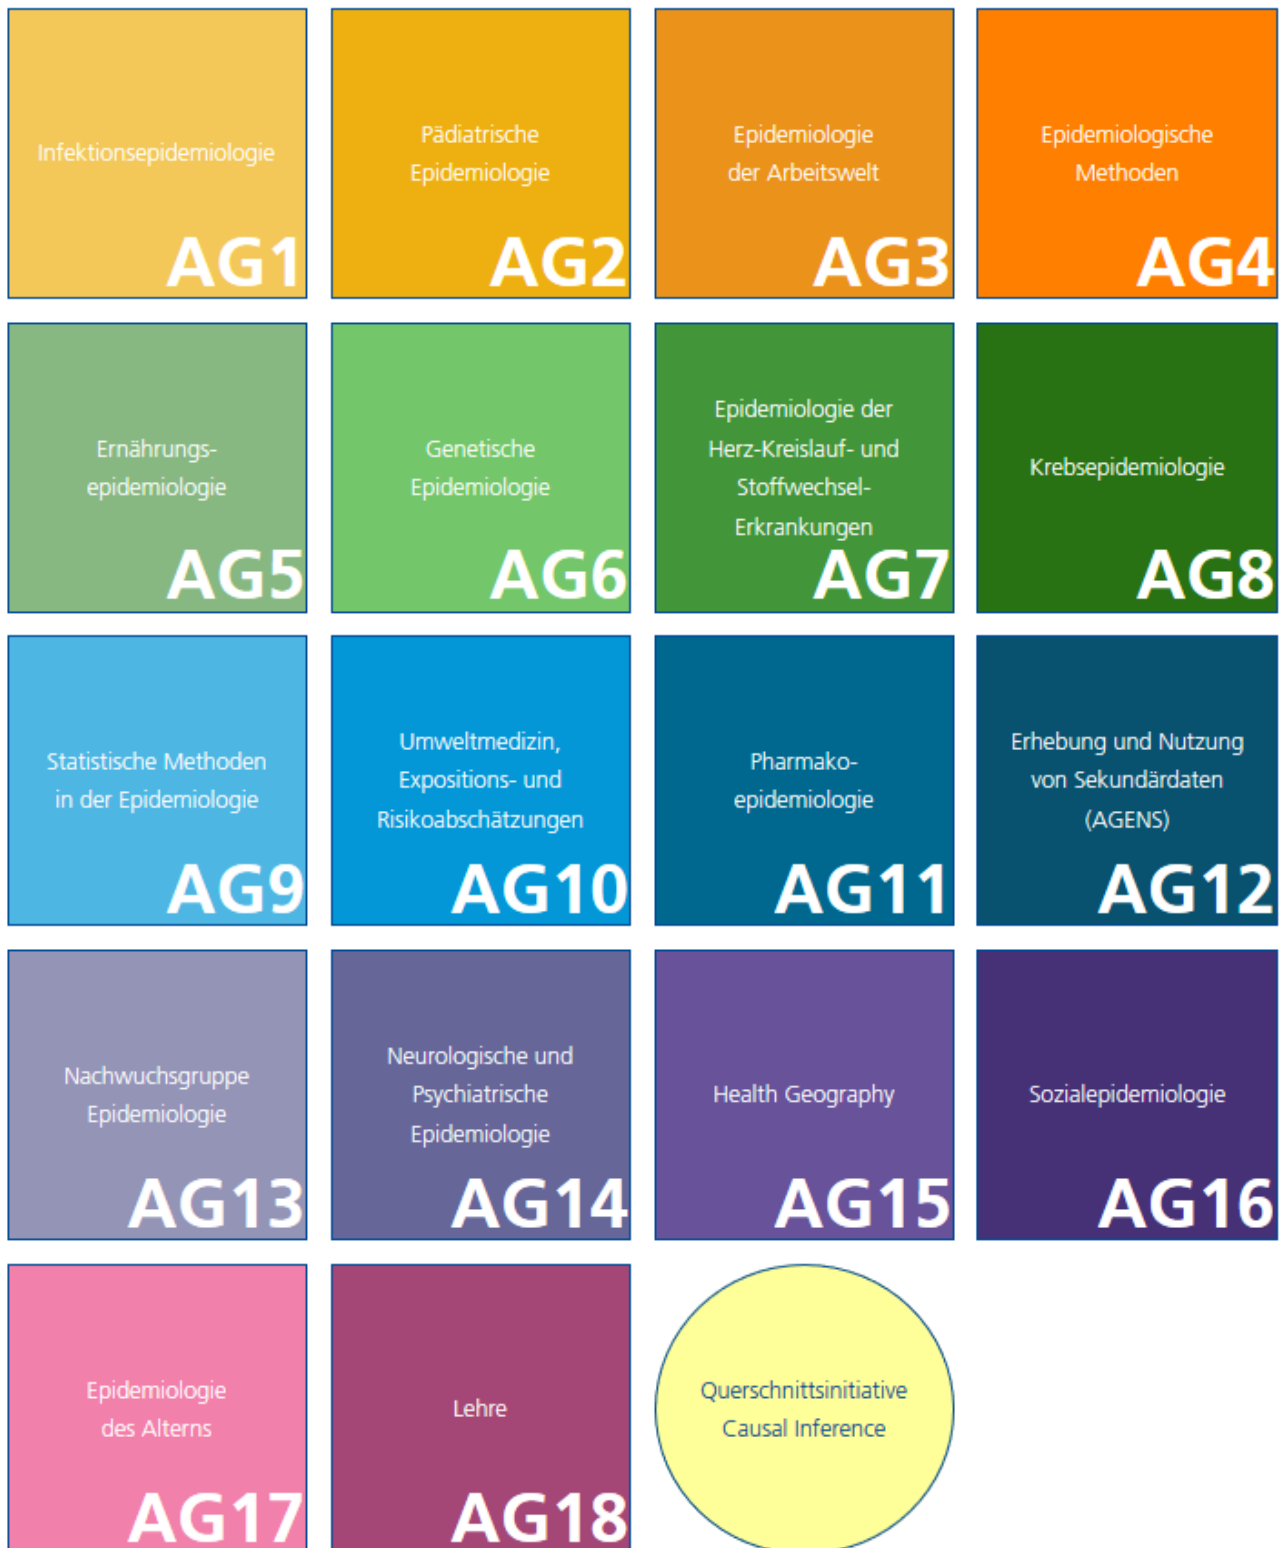 Infektionsepidemiologie
AG1
Pädiatrische
Epidemiologie
AG2
Epidemiologie
der Arbeitswelt
AG3
Epidemiologische
Methoden
AG4
Ernährungs-
epidemiologie
AG5
Genetische
Epidemiologie
AG6
Epidemiologie der
Herz-Kreislauf- und
Stoffwechsel-
Erkrankungen
AG7
Krebsepidemiologie
AG8
Statistische Methoden
in der Epidemiologie
AG9
Umweltmedizin,
Expositions- und
Risikoabschätzungen
AG10
Pharmako-
epidemiologie
AG11
Erhebung und Nutzung
von Sekundärdaten
(AGENS)
AG12
Nachwuchsgruppe
Epidemiologie
AG13
Neurologische und
Psychiatrische
Epidemiologie
AG14
Health Geography
AG15
Sozialepidemiologie
AG16
Epidemiologie
des Alterns
AG17
Lehre
AG18
Querschnittsinitiative
Causal Inference